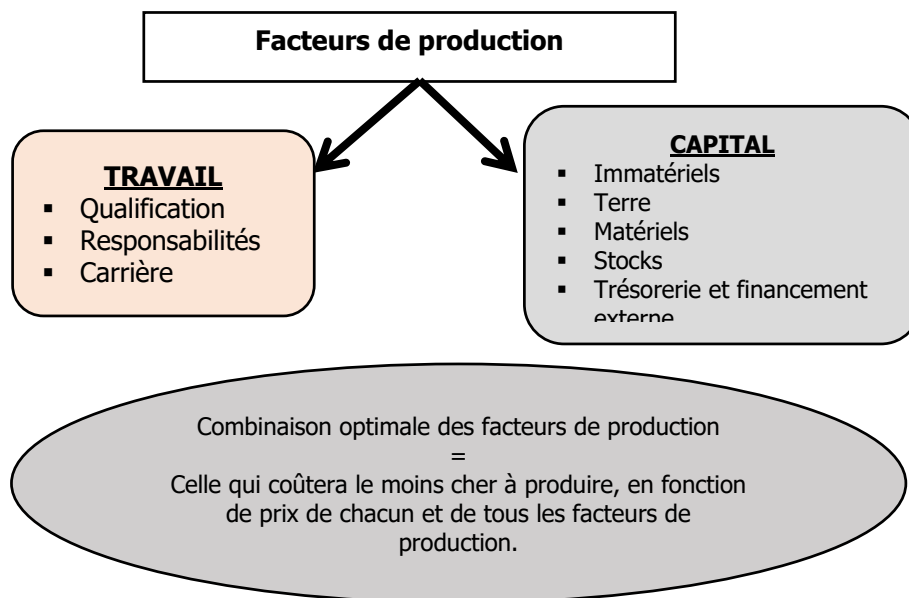 Facteurs de production
TRAVAIL
▪ Qualification
▪ Responsabilités
▪ Carrière
CAPITAL
▪ Immatériels
▪ Terre
▪ Matériels
▪ Stocks
▪ Trésorerie et financement
externe
Combinaison optimale des facteurs de production
=
Celle qui coûtera le moins cher à produire, en fonction
de prix de chacun et de tous les facteurs de
production.